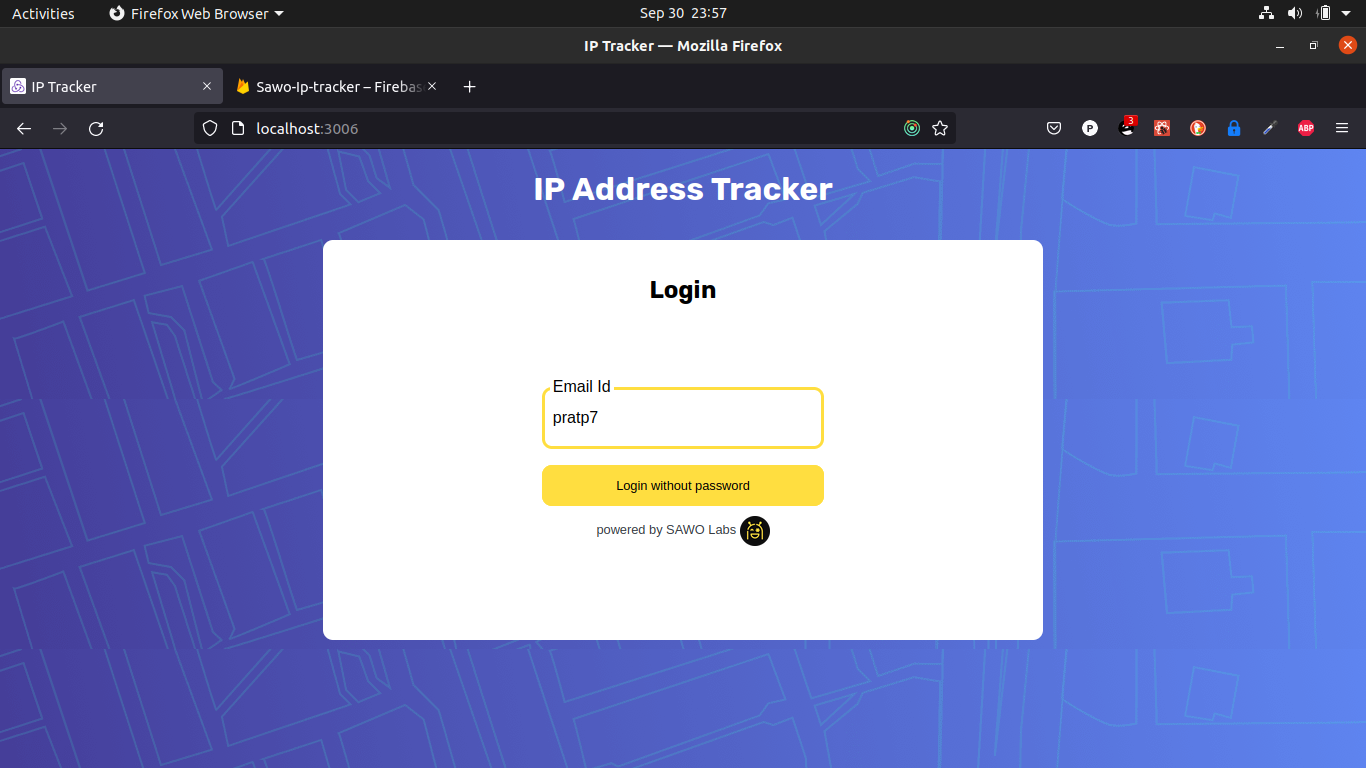 Activities Firefox Web Browser Sep 30 23:57
IP Tracker — Mozilla Firefox
IP Tracker Sawo-Ip-tracker – Firebas
localhost:3006 P 3 ABP
IP Address Tracker
Login
Email Id
pratp7
Login without password
powered by SAWO Labs